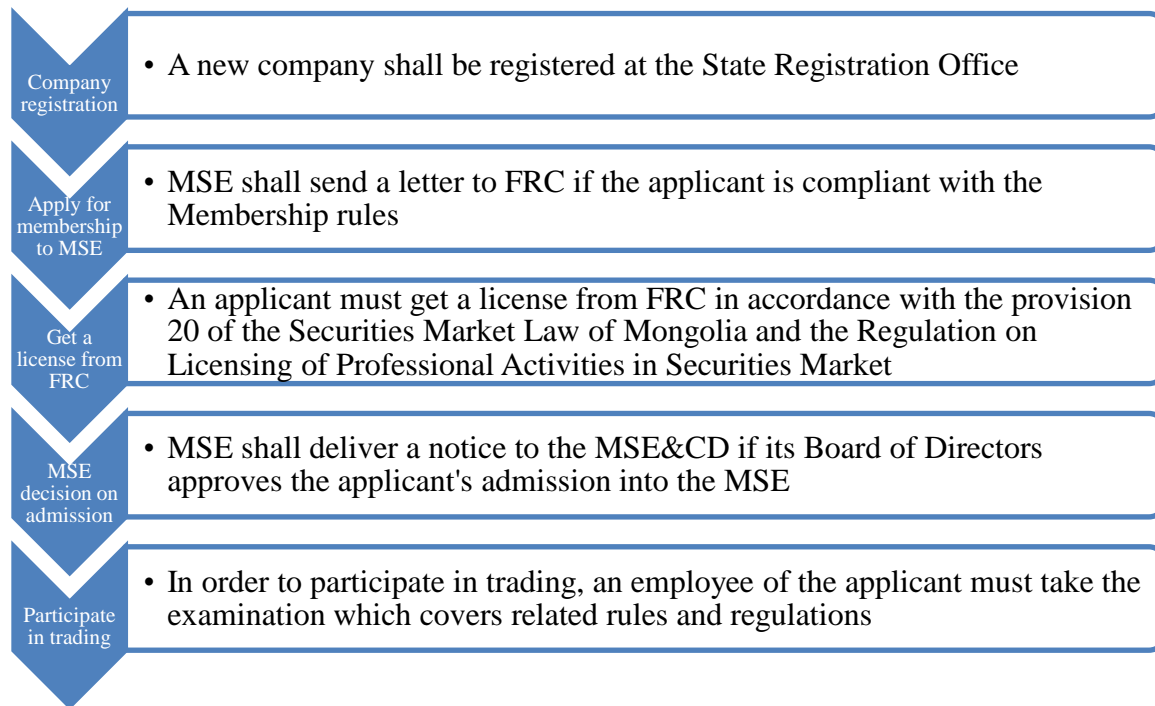 Company
registration
• A new company shall be registered at the State Registration Office
Apply for
membership
to MSE
• MSE shall send a letter to FRC if the applicant is compliant with the
Membership rules
Get a
license from
FRC
• An applicant must get a license from FRC in accordance with the provision
20 of the Securities Market Law of Mongolia and the Regulation on
Licensing of Professional Activities in Securities Market
MSE
decision on
admission
• MSE shall deliver a notice to the MSE&CD if its Board of Directors
approves the applicant's admission into the MSE
Participate
in trading
• In order to participate in trading, an employee of the applicant must take the
examination which covers related rules and regulations